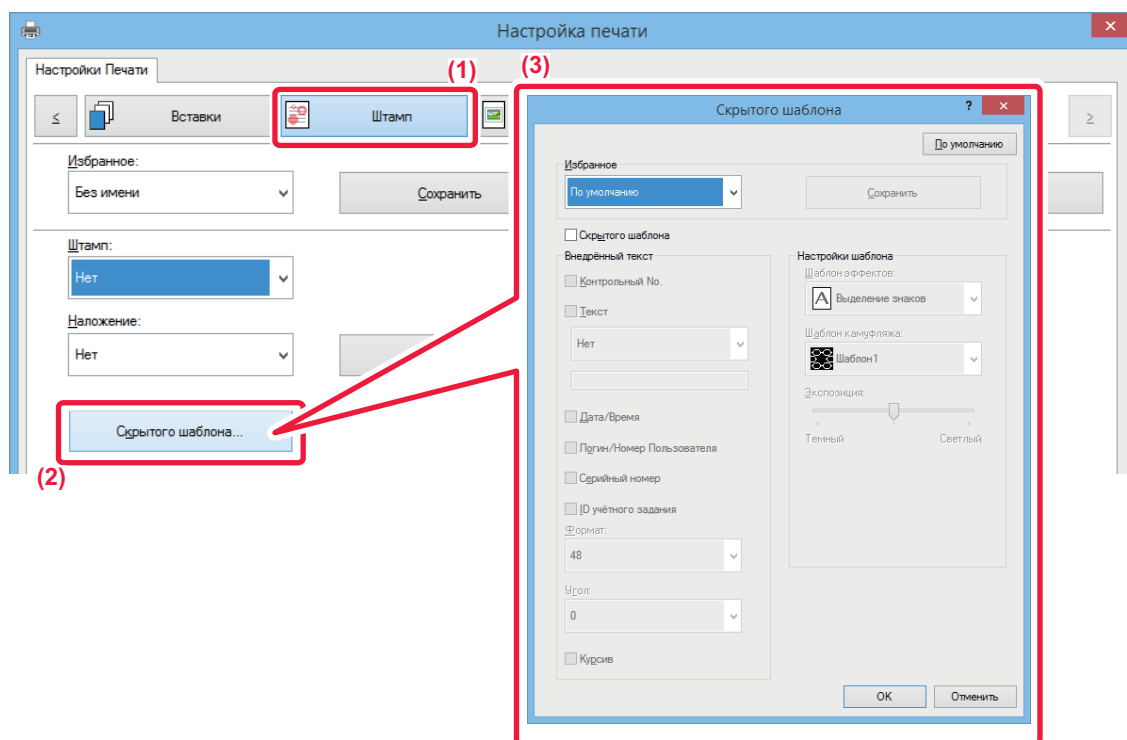 Настройка печати
Настройки Печати
(1)
(3)
<
Вставки
Штамп
>
Избранное:
Без имени
Сохранить
Штамп:
Нет
Наложение:
Нет
Скрытого шаблона...
(2)
Скрытого шаблона
?
По умолчанию
Избранное
По умолчанию
Сохранить
Скрытого шаблона
Внедрённый текст
Контрольный No.
Текст
Нет
Дата/Время
Логин/Номер Пользователя
Серийный номер
ID учётного задания
Формат:
48
Угол:
0
Курсив
Настройки шаблона
Шаблон эффектов:
A Выделение знаков
Шаблон камуфляжа:
Шаблон1
Экспозиция:
Темный Светлый
OK Отменить